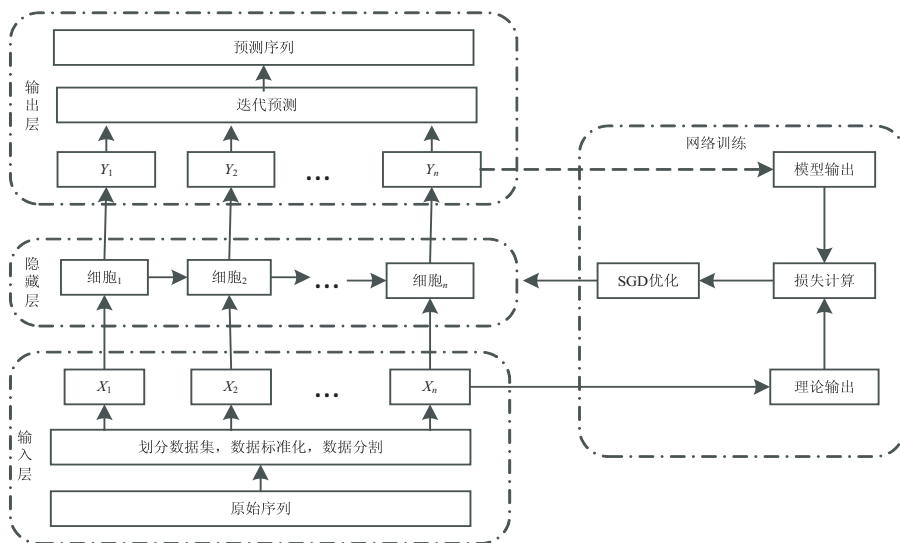 预测序列
迭代预测
输出层
Y1
Y2
...
Yn
网络训练
模型输出
隐藏层
细胞1
细胞2
...
细胞n
SGD优化
损失计算
X1
X2
...
Xn
理论输出
输入层
划分数据集，数据标准化，数据分割
原始序列